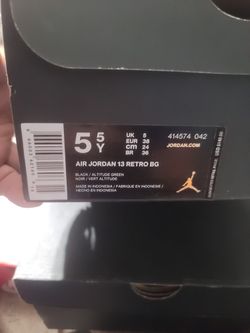 5 5Y
UK 5
EUR 38
CM 24
BR 36
414574 042
JORDAN.COM
AIR JORDAN 13 RETRO BG
BLACK / ALTITUDE GREEN
NOIR / VERT ALTITUDE
MADE IN INDONESIA / FABRIQUÉ EN INDONÉSIE /
HECHO EN INDONESIA